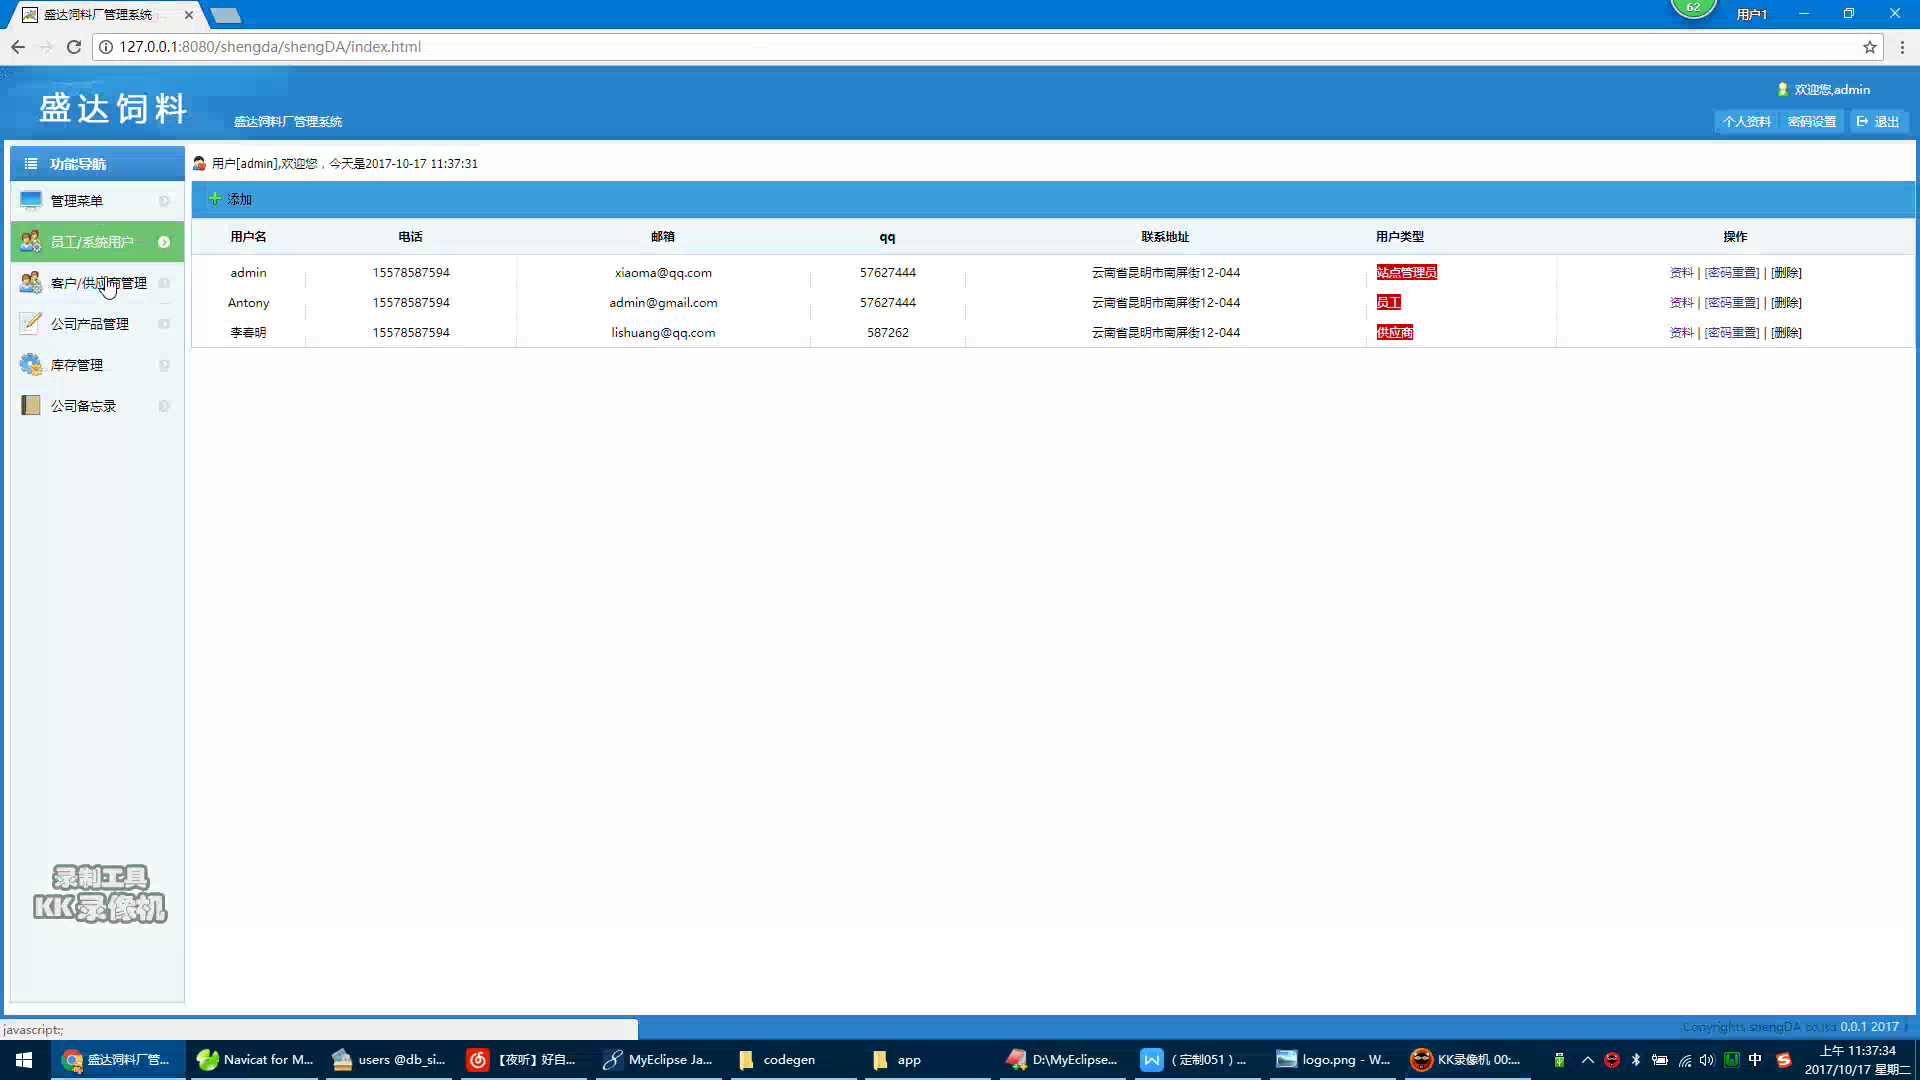 盛达饲料厂管理系统
62
用户1
127.0.0.1:8080/shengda/shengDA/index.html
盛达饲料
盛达饲料厂管理系统
欢迎您,admin
个人资料 密码设置 退出
功能导航
用户[admin],欢迎您，今天是2017-10-17 11:37:31
管理菜单
员工/系统用户
客户/供应商管理
公司产品管理
库存管理
公司备忘录
添加
用户名 电话 邮箱 qq 联系地址 用户类型 操作
admin 15578587594 xiaoma@qq.com 57627444 云南省昆明市南屏街12-044 站点管理员 资料 | [密码重置] | [删除]
Antony 15578587594 admin@gmail.com 57627444 云南省昆明市南屏街12-044 员工 资料 | [密码重置] | [删除]
李春明 15578587594 lishuang@qq.com 587262 云南省昆明市南屏街12-044 供应商 资料 | [密码重置] | [删除]
录制工具
KK录像机
javascript:;
Copyrights shengDA co.ltd 0.0.1 2017
盛达饲料厂管...
Navicat for M...
users @db_si...
【夜听】好自...
MyEclipse Ja...
codegen
app
D:\MyEclipse...
（定制051）...
logo.png - W...
KK录像机 00:...
中
上午 11:37:34
2017/10/17 星期二